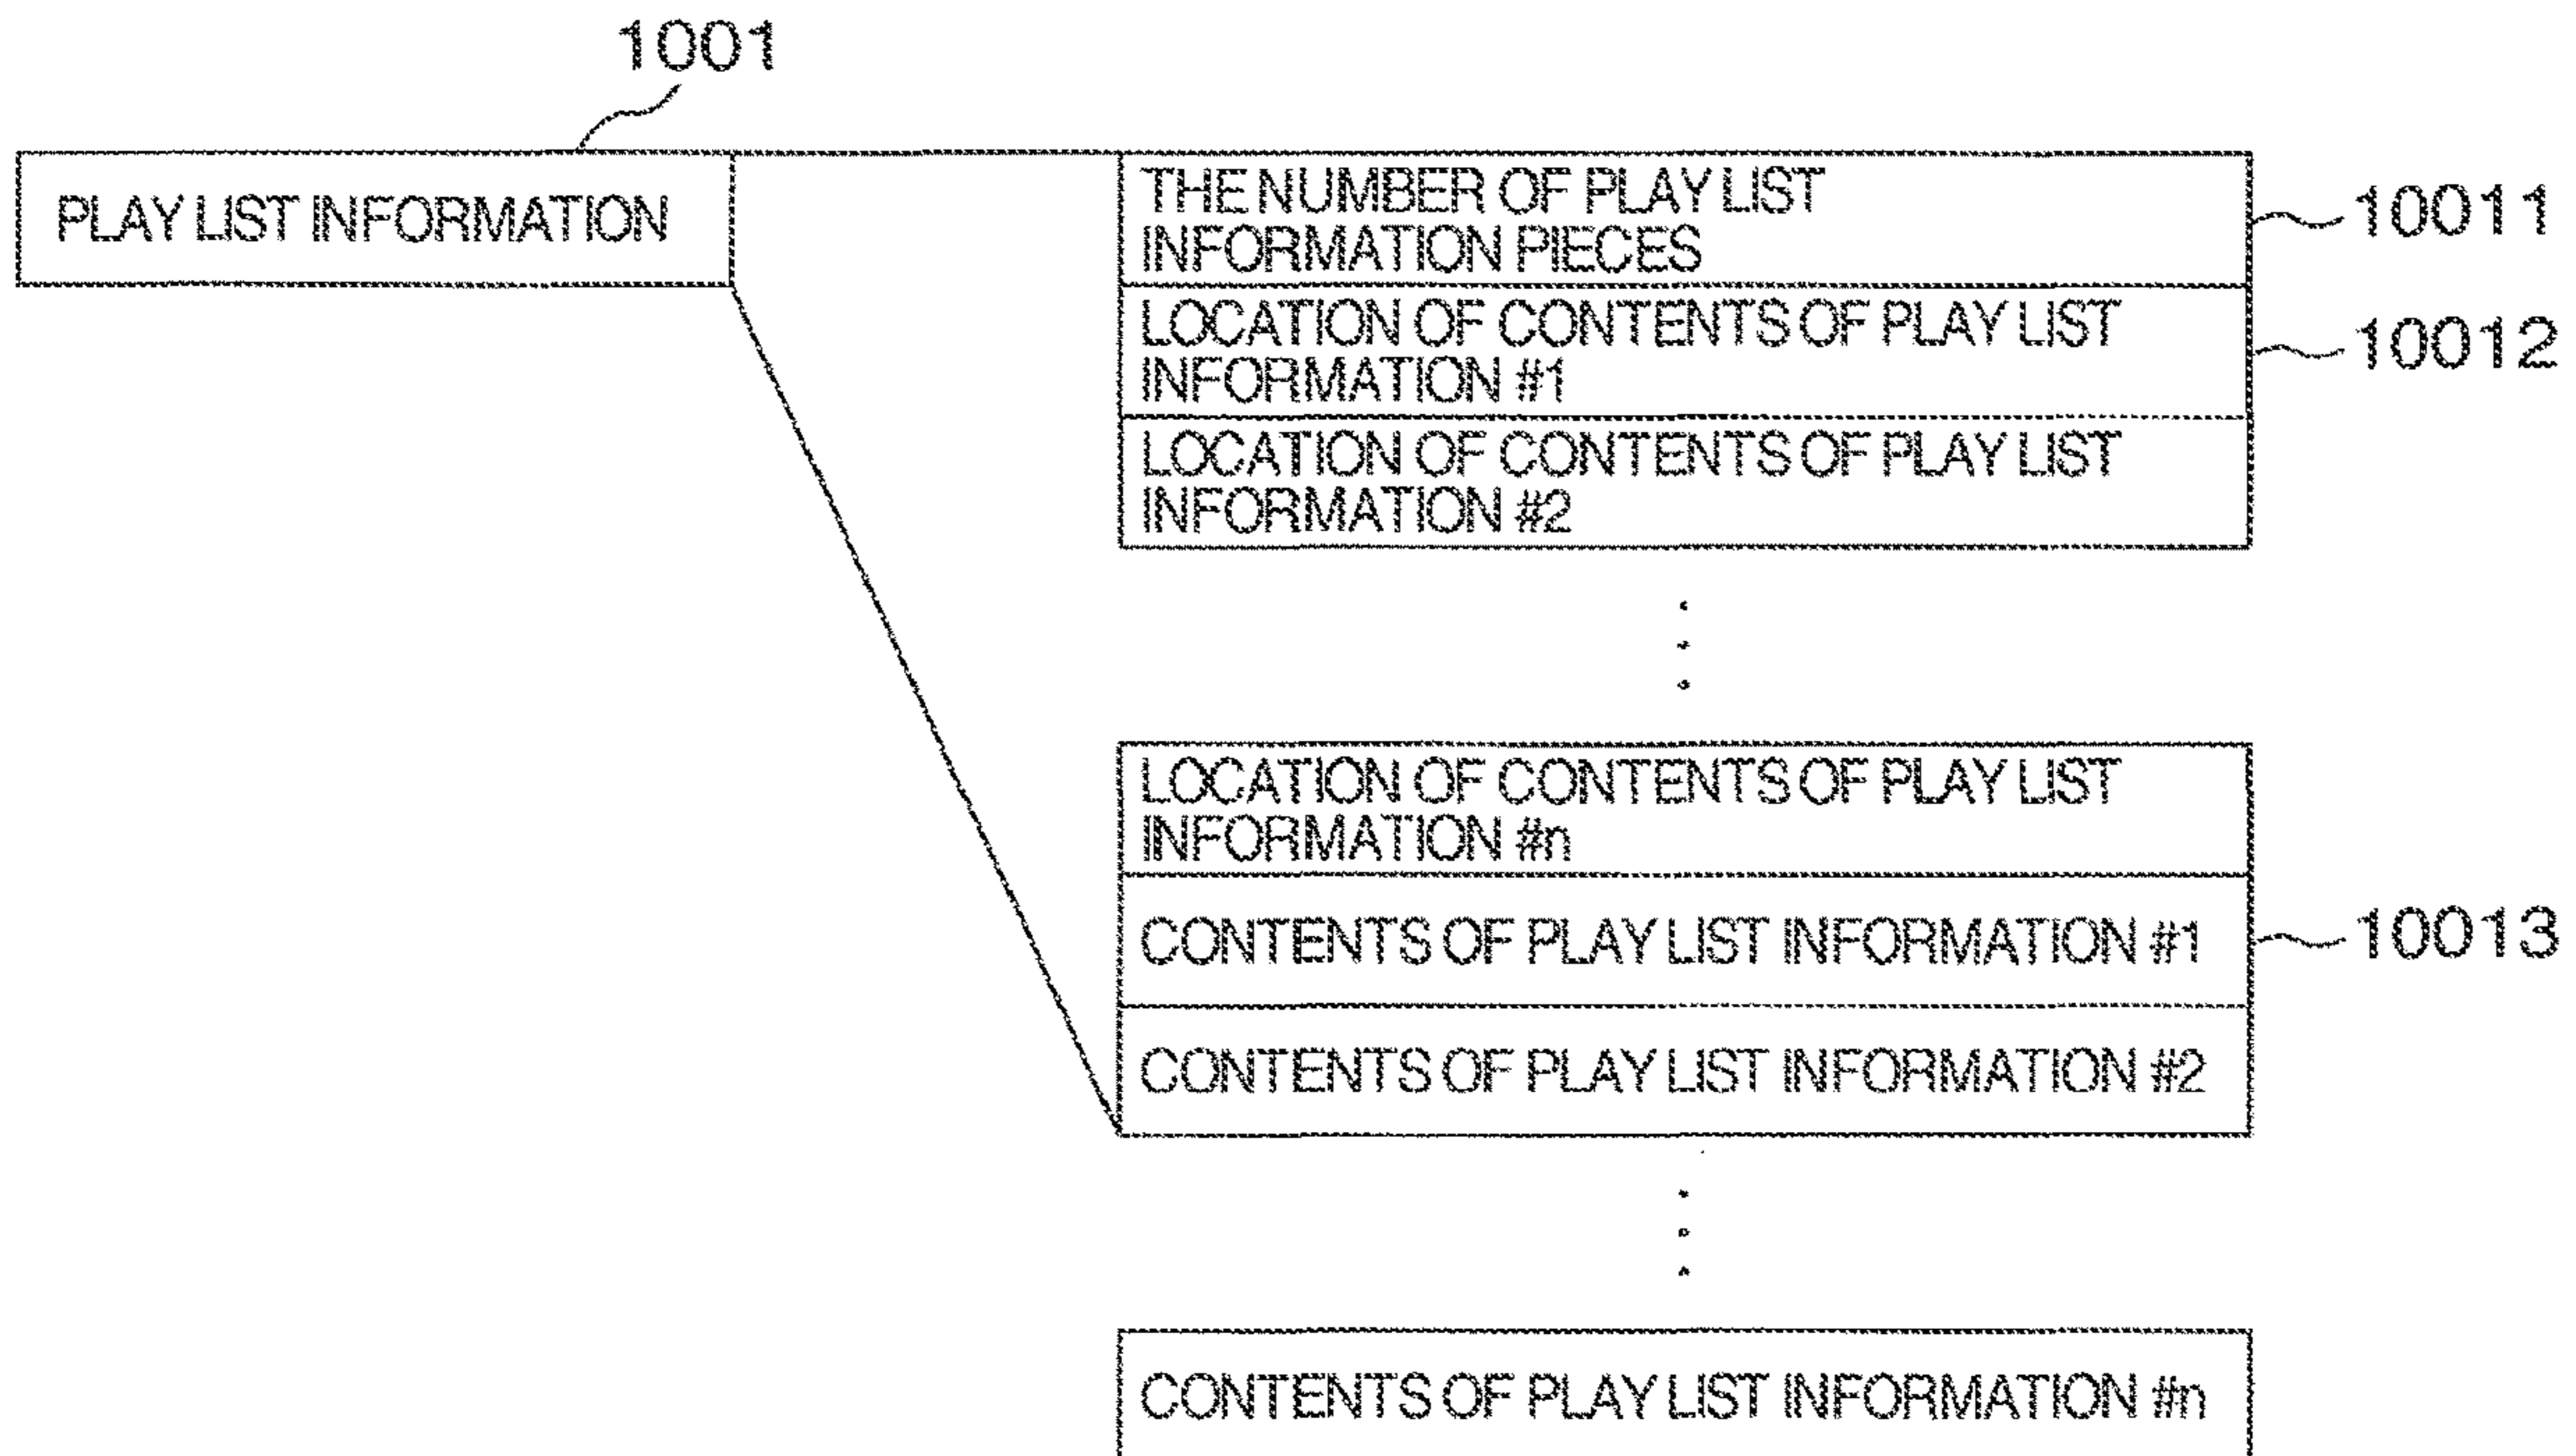 1001
PLAY LIST INFORMATION
THE NUMBER OF PLAY LIST
INFORMATION PIECES
10011
LOCATION OF CONTENTS OF PLAY LIST
INFORMATION #1
10012
LOCATION OF CONTENTS OF PLAY LIST
INFORMATION #2
LOCATION OF CONTENTS OF PLAY LIST
INFORMATION #n
CONTENTS OF PLAY LIST INFORMATION #1
10013
CONTENTS OF PLAY LIST INFORMATION #2
CONTENTS OF PLAY LIST INFORMATION #n